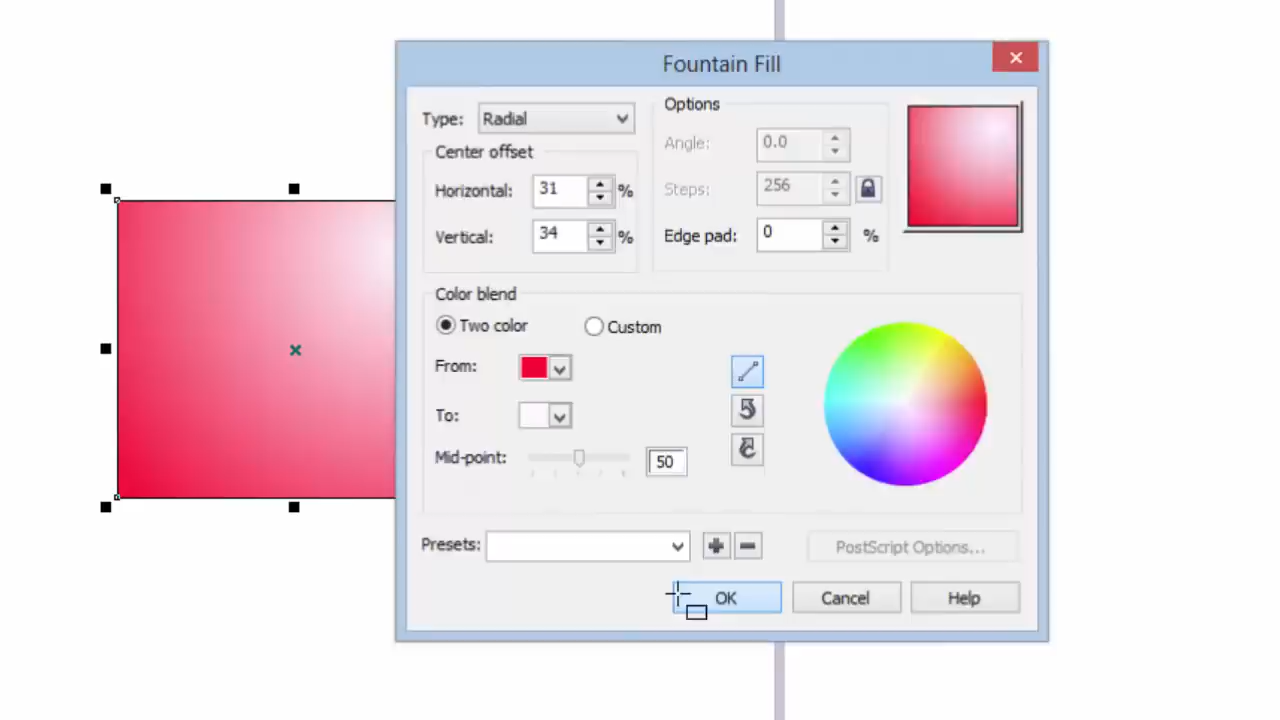 Fountain Fill
Type: Radial
Center offset
Horizontal: 31 %
Vertical: 34 %
Options
Angle: 0.0
Steps: 256
Edge pad: 0 %
Color blend
Two color
Custom
From:
To:
Mid-point: 50
Presets:
PostScript Options...
OK
Cancel
Help